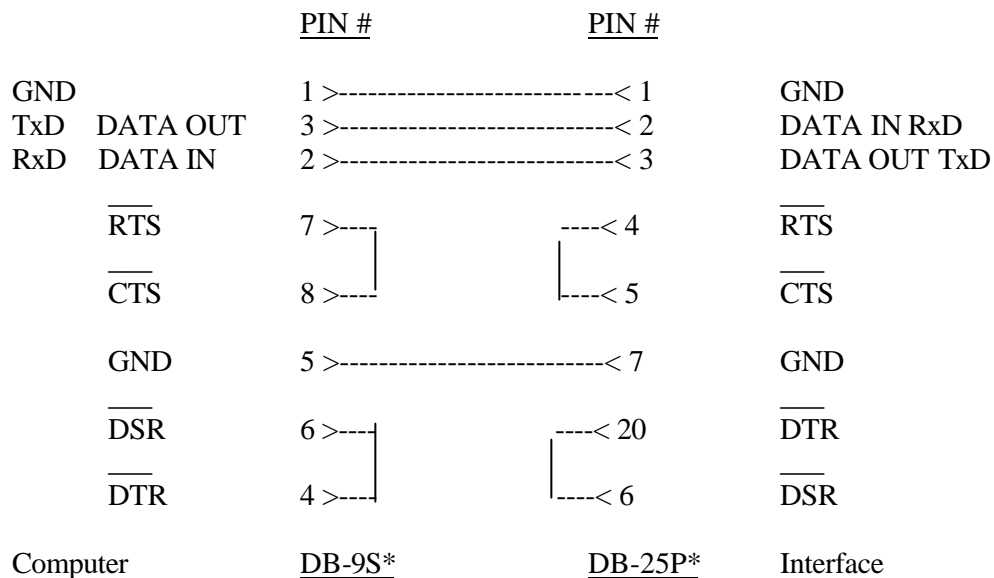 PIN # PIN #
GND 1 >-----------------------------< 1 GND
TxD DATA OUT 3 >-----------------------------< 2 DATA IN RxD
RxD DATA IN 2 >-----------------------------< 3 DATA OUT TxD
RTS 7 >---- ----< 4 RTS
CTS 8 >---- ----< 5 CTS
GND 5 >----------------------------< 7 GND
DSR 6 >---- ----< 20 DTR
DTR 4 >---- ----< 6 DSR
Computer DB-9S* DB-25P* Interface